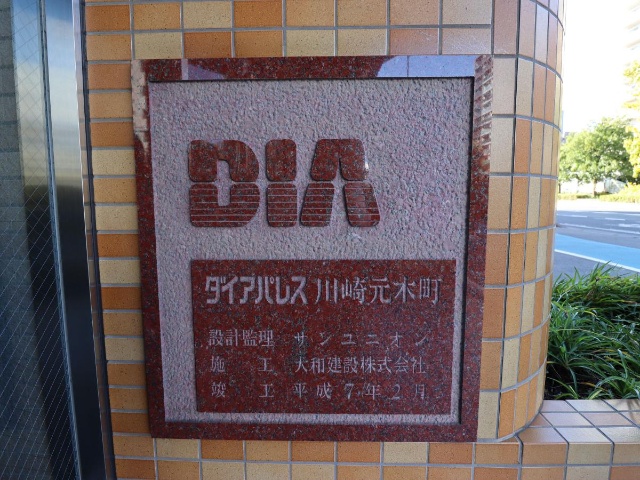 DIA
ダイアパレス 川崎元木町
設計監理 サンユニオン
施工 大和建設株式会社
竣工 平成7年2月